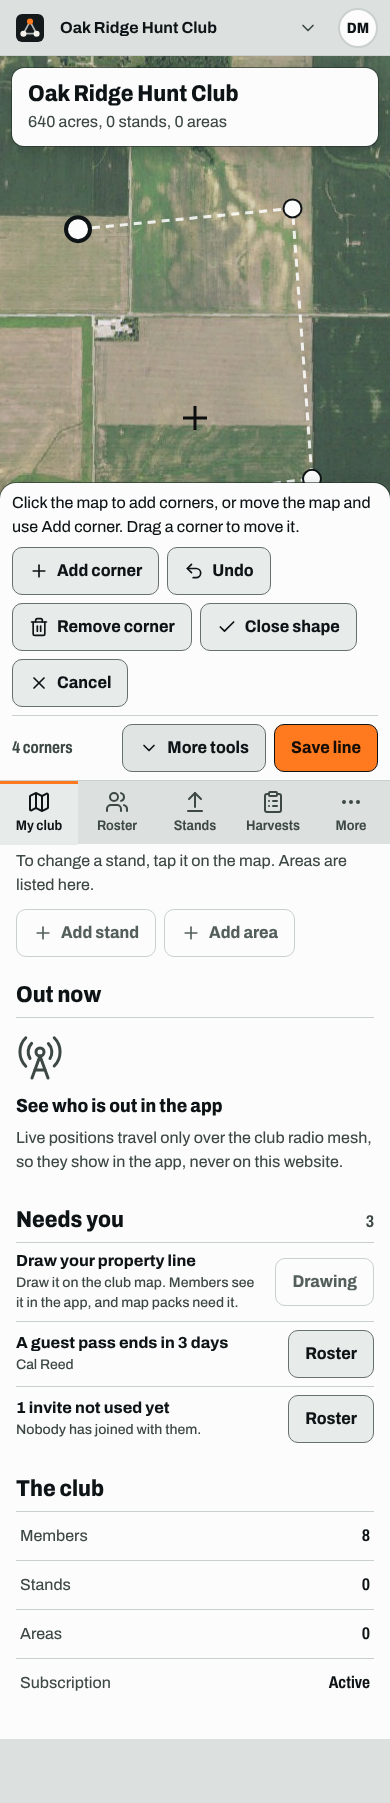 Oak Ridge Hunt Club
DM
Oak Ridge Hunt Club
640 acres, 0 stands, 0 areas
Click the map to add corners, or move the map and
use Add corner. Drag a corner to move it.
Add corner
Undo
Remove corner
Close shape
Cancel
4 corners
More tools
Save line
My club
Roster
Stands
Harvests
More
To change a stand, tap it on the map. Areas are
listed here.
Add stand
Add area
Out now
See who is out in the app
Live positions travel only over the club radio mesh,
so they show in the app, never on this website.
Needs you
3
Draw your property line
Draw it on the club map. Members see
it in the app, and map packs need it.
Drawing
A guest pass ends in 3 days
Cal Reed
Roster
1 invite not used yet
Nobody has joined with them.
Roster
The club
Members
8
Stands
0
Areas
0
Subscription
Active